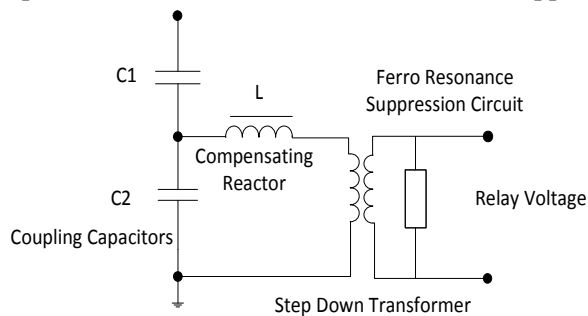 C1
L
Ferro Resonance
Suppression Circuit
Compensating
Reactor
C2
Relay Voltage
Coupling Capacitors
Step Down Transformer